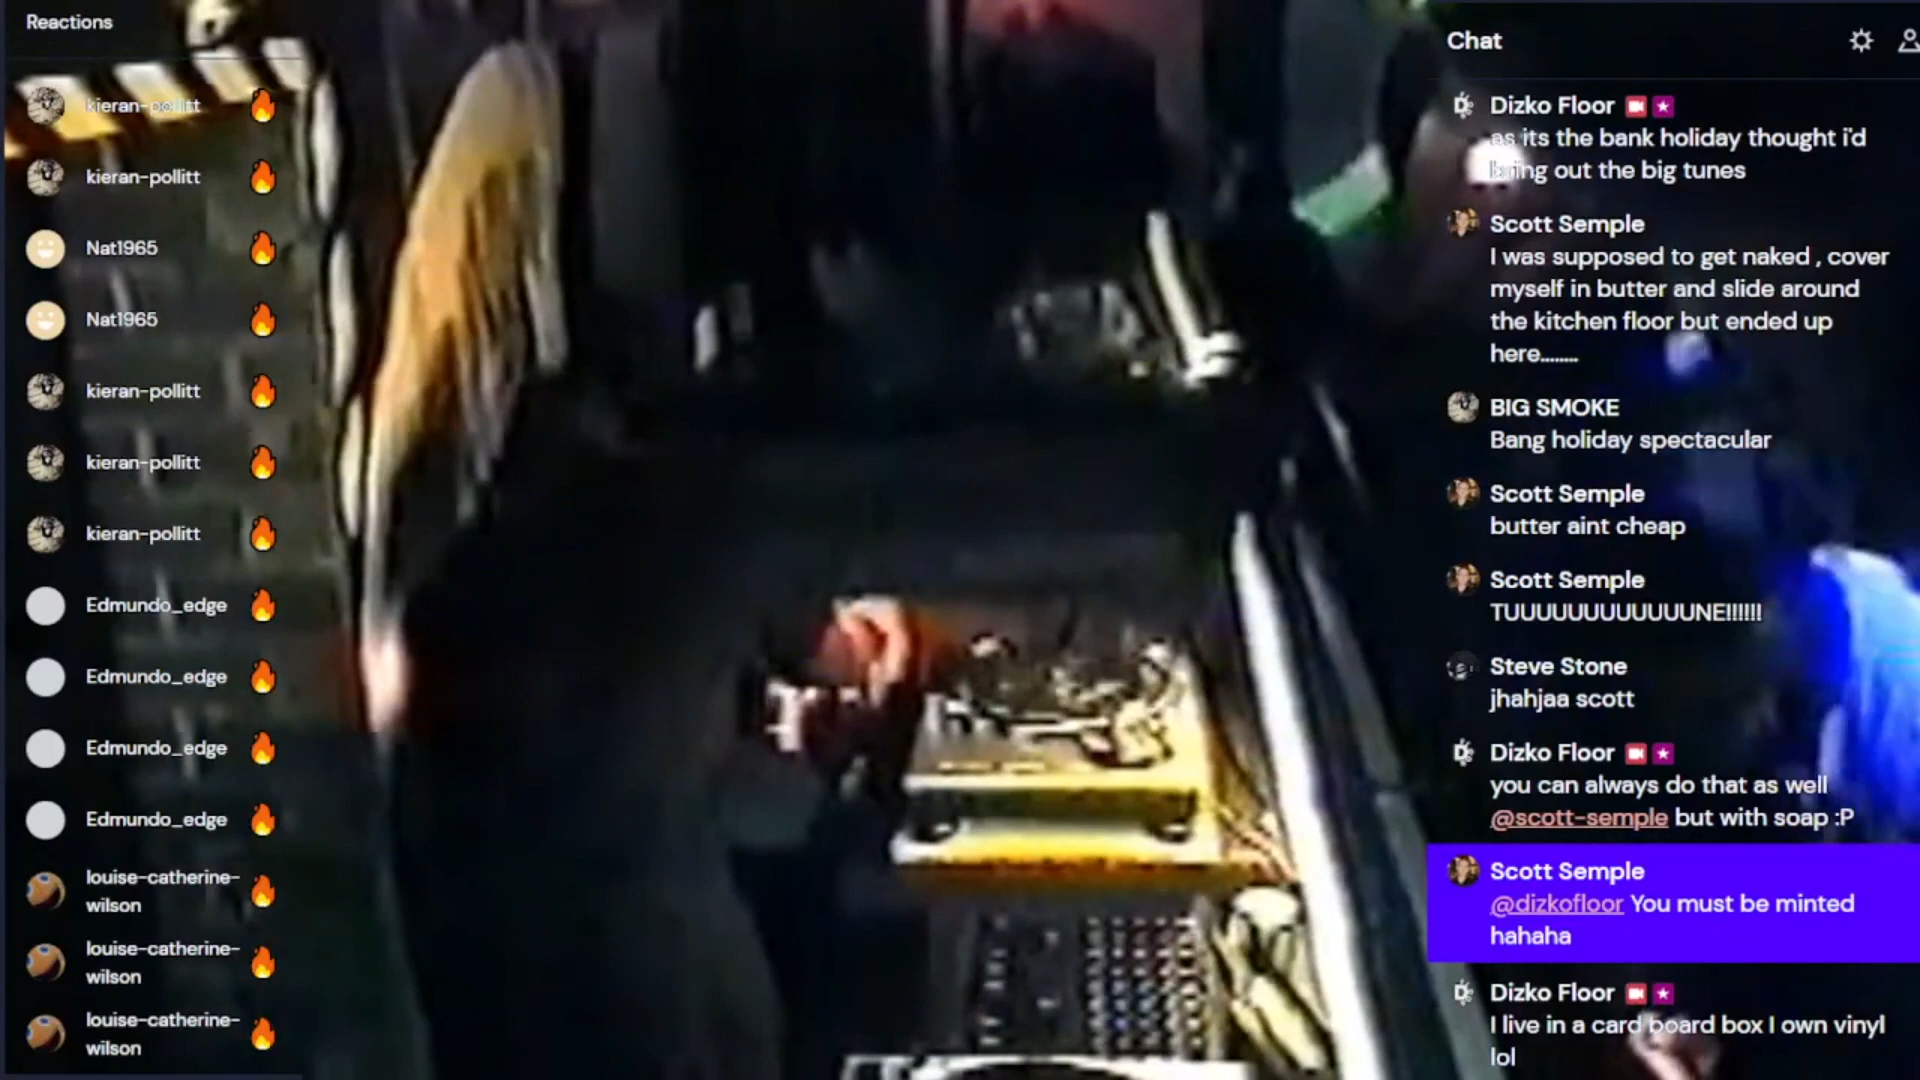 Reactions
kieran-pollitt
kieran-pollitt
Nat1965
Nat1965
kieran-pollitt
kieran-pollitt
kieran-pollitt
Edmundo_edge
Edmundo_edge
Edmundo_edge
Edmundo_edge
louise-catherine-
wilson
louise-catherine-
wilson
louise-catherine-
wilson
Chat
Dizko Floor
as its the bank holiday thought i'd
bring out the big tunes
Scott Semple
I was supposed to get naked , cover
myself in butter and slide around
the kitchen floor but ended up
here........
BIG SMOKE
Bang holiday spectacular
Scott Semple
butter aint cheap
Scott Semple
TUUUUUUUUUUUUNE!!!!!!
Steve Stone
jhahjaa scott
Dizko Floor
you can always do that as well
@scott-semple but with soap :P
Scott Semple
@dizkofloor You must be minted
hahaha
Dizko Floor
I live in a card board box I own vinyl
lol